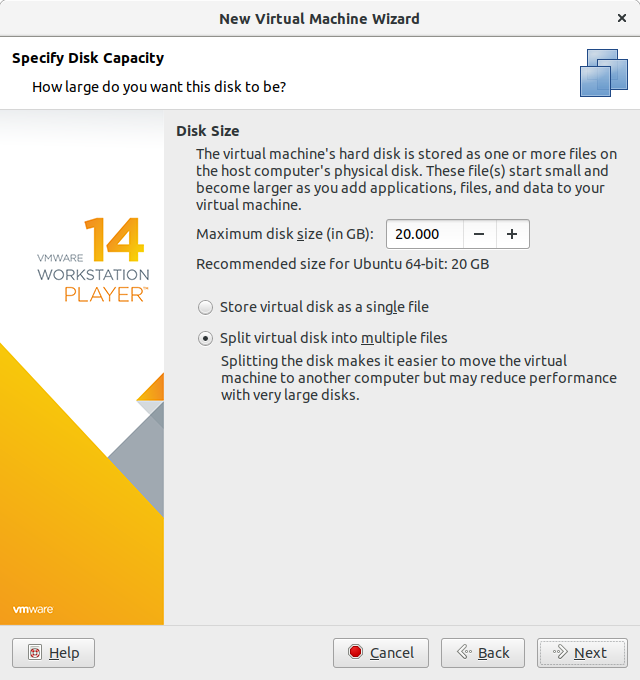 New Virtual Machine Wizard
×
Specify Disk Capacity
How large do you want this disk to be?
Disk Size
The virtual machine's hard disk is stored as one or more files on
the host computer's physical disk. These file(s) start small and
become larger as you add applications, files, and data to your
virtual machine.
Maximum disk size (in GB): 20.000 − +
Recommended size for Ubuntu 64-bit: 20 GB
Store virtual disk as a single file
Split virtual disk into multiple files
Splitting the disk makes it easier to move the virtual
machine to another computer but may reduce performance
with very large disks.
14
VMWARE
WORKSTATION
PLAYER™
vmware
Help Cancel Back Next